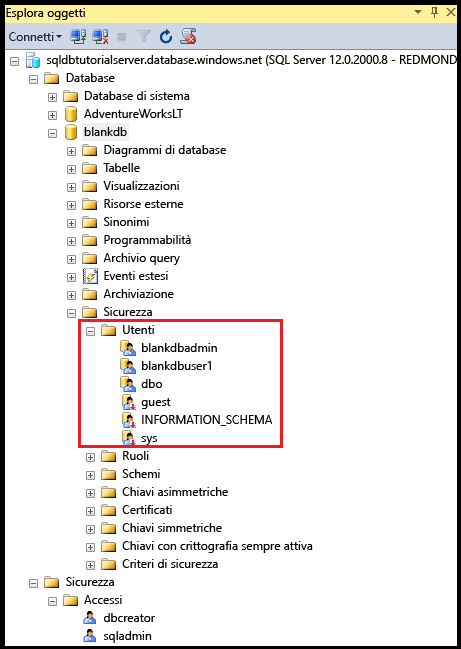 Esplora oggetti
Connetti
sqldbtutorialserver.database.windows.net (SQL Server 12.0.2000.8 - REDMOND
Database
Database di sistema
AdventureWorksLT
blankdb
Diagrammi di database
Tabelle
Visualizzazioni
Risorse esterne
Sinonimi
Programmabilità
Archivio query
Eventi estesi
Archiviazione
Sicurezza
Utenti
blankdbadmin
blankdbuser1
dbo
guest
INFORMATION_SCHEMA
sys
Ruoli
Schemi
Chiavi asimmetriche
Certificati
Chiavi simmetriche
Chiavi con crittografia sempre attiva
Criteri di sicurezza
Sicurezza
Accessi
dbcreator
sqladmin